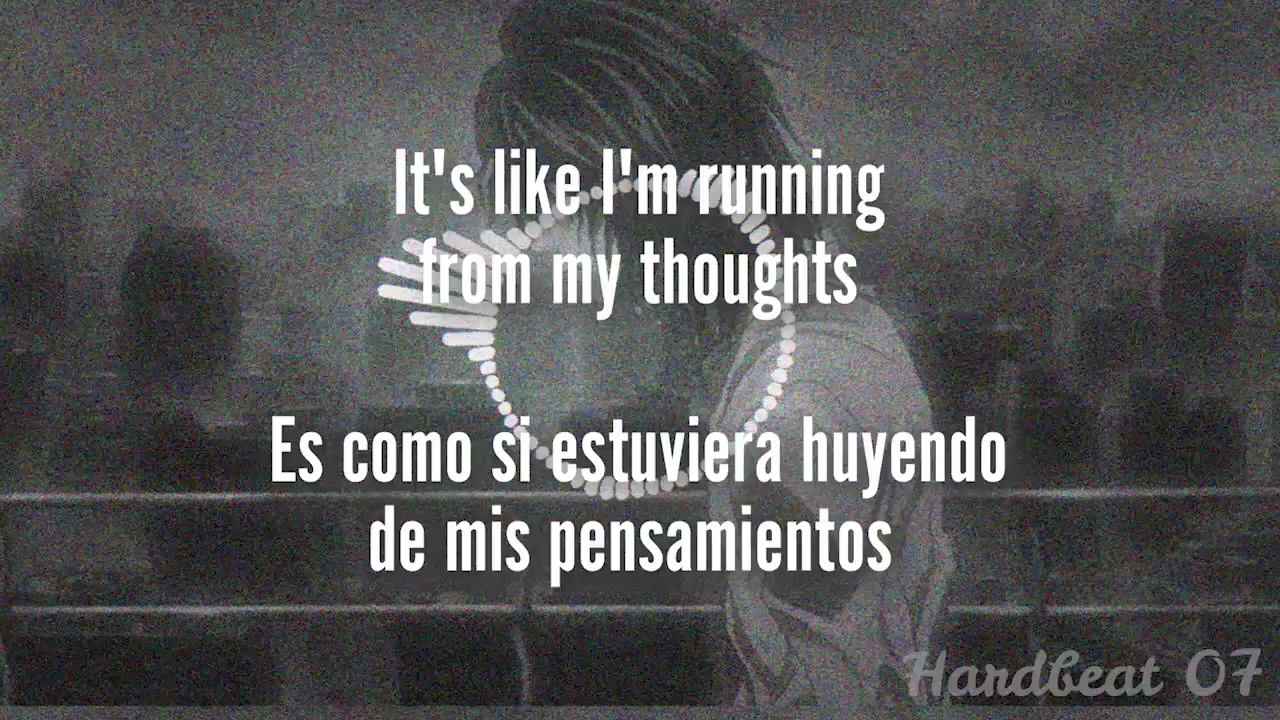 It's like I'm running
from my thoughts
Es como si estuviera huyendo
de mis pensamientos
Hardbeat 07